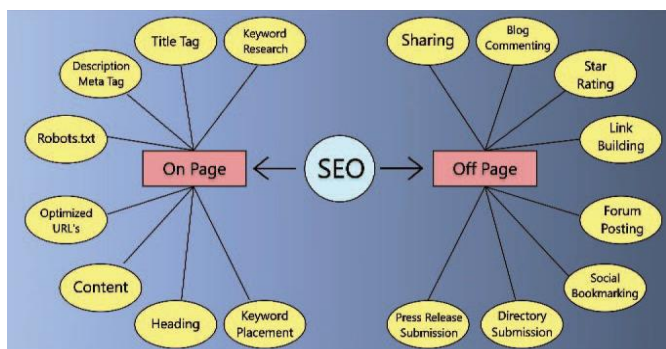 Title Tag
Keyword
Research
Description
Meta Tag
Robots.txt
On Page
Optimized
URL's
Content
Heading
Keyword
Placement
SEO
Sharing
Blog
Commenting
Star
Rating
Link
Building
Off Page
Forum
Posting
Social
Bookmarking
Directory
Submission
Press Release
Submission